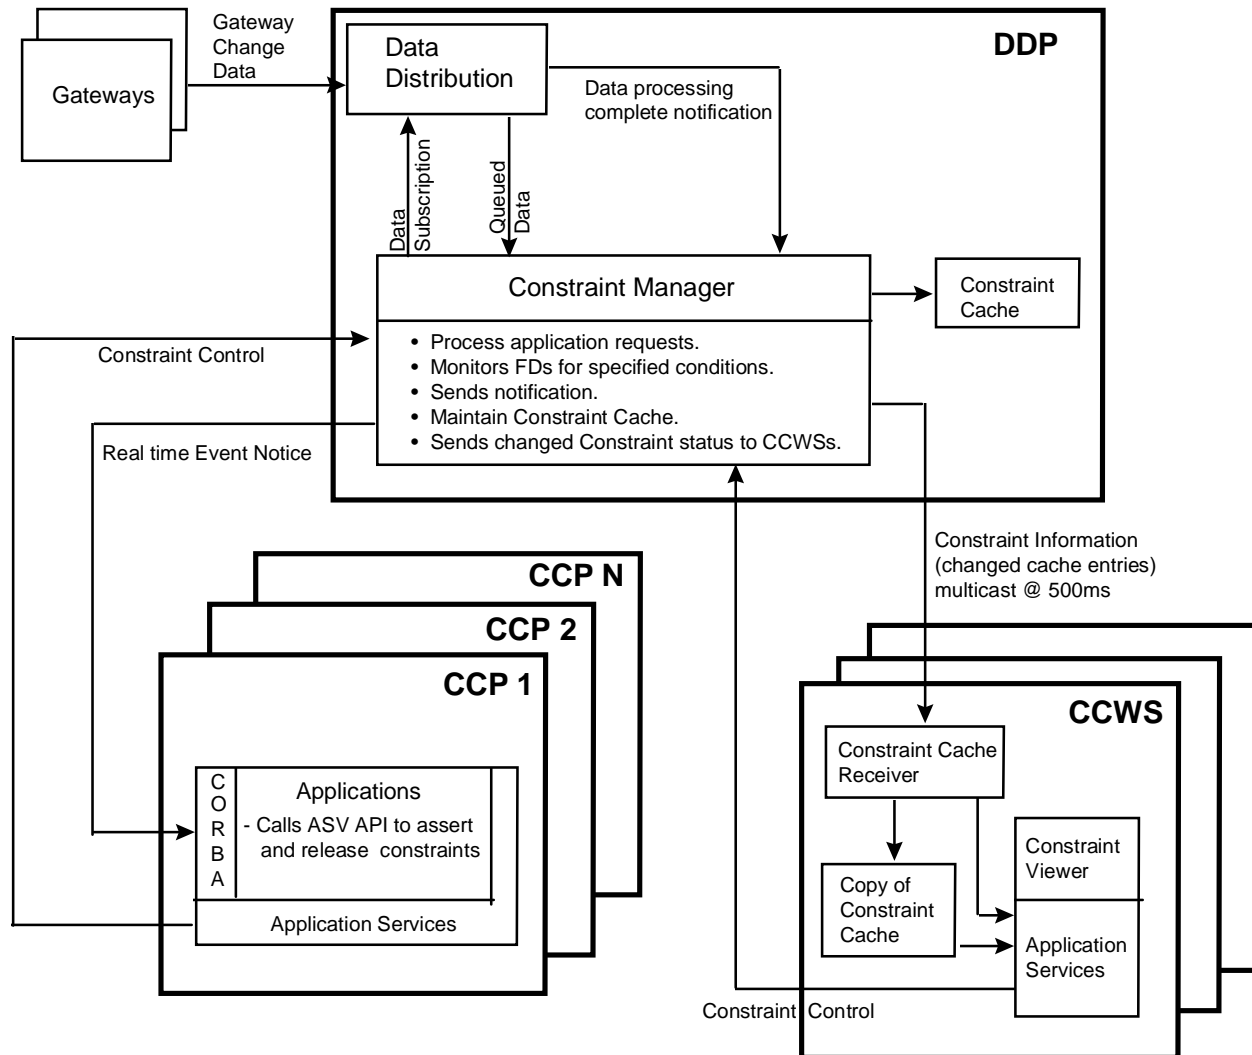 Gateway
Change
Data
Gateways
Data
Distribution
DDP
Data processing
complete notification
Data
Subscription
Queued
Data
Constraint Manager
Constraint
Cache
• Process application requests.
• Monitors FDs for specified conditions.
• Sends notification.
• Maintain Constraint Cache.
• Sends changed Constraint status to CCWSs.
Constraint Control
Real time Event Notice
Constraint Information
(changed cache entries)
multicast @ 500ms
CCP N
CCP 2
CCP 1
C
O
R
B
A
Applications
- Calls ASV API to assert
and release constraints
Application Services
CCWS
Constraint Cache
Receiver
Constraint
Viewer
Copy of
Constraint
Cache
Application
Services
Constraint Control